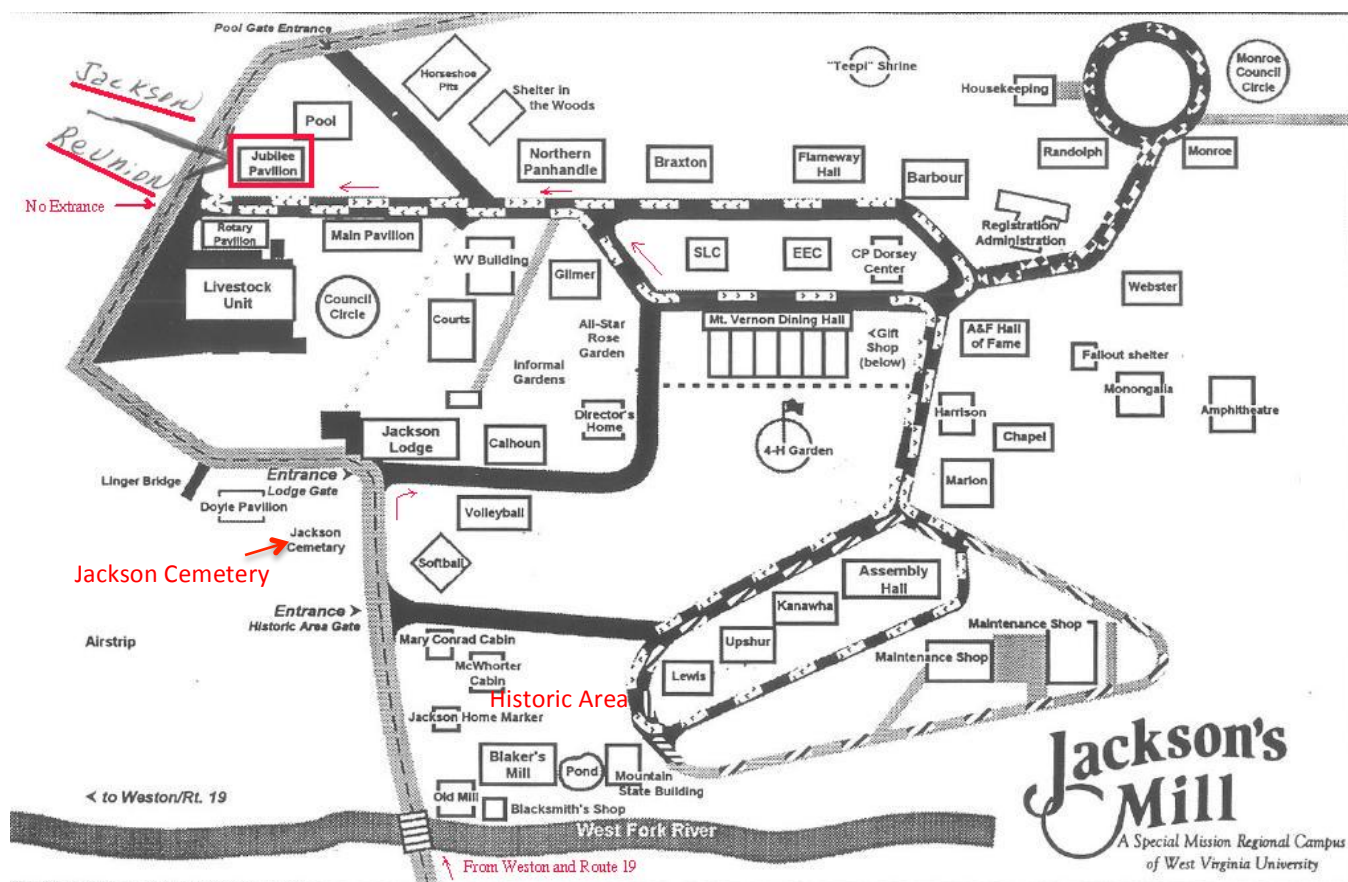 Pool Gate Entrance
Jackson
Reunion
No Extrance
Horseshoe
Pits
Shelter in
the Woods
"Teepi" Shrine
Housekeeping
Monroe
Council
Circle
Pool
Jubilee
Pavilion
Northern
Panhandle
Braxton
Flameway
Hall
Barbour
Randolph
Monroe
Rotary
Pavilion
Main Pavilion
WV Building
Gilmer
SLC
EEC
CP Dorsey
Center
Registration/
Administration
Webster
Livestock
Unit
Council
Circle
Courts
All-Star
Rose
Garden
Informal
Gardens
Mt. Vernon Dining Hall
<Gift
Shop
(below)
A&F Hall
of Fame
Fallout shelter
Monongalia
Amphitheatre
Jackson
Lodge
Calhoun
Director's
Home
4-H Garden
Harrison
Chapel
Marion
Linger Bridge
Entrance >
Lodge Gate
Doyle Pavilion
Volleyball
Jackson
Cemetary
Jackson Cemetery
Softball
Assembly
Hall
Kanawha
Upshur
Lewis
Entrance >
Historic Area Gate
Airstrip
Mary Conrad Cabin
McWhorter
Cabin
Historic Area
Jackson Home Marker
Maintenance Shop
Maintenance Shop
Blaker's
Mill
Pond
Mountain
State Building
Old Mill
Blacksmith's Shop
< to Weston/Rt. 19
West Fork River
From Weston and Route 19
Jackson's
Mill
A Special Mission Regional Campus
of West Virginia University